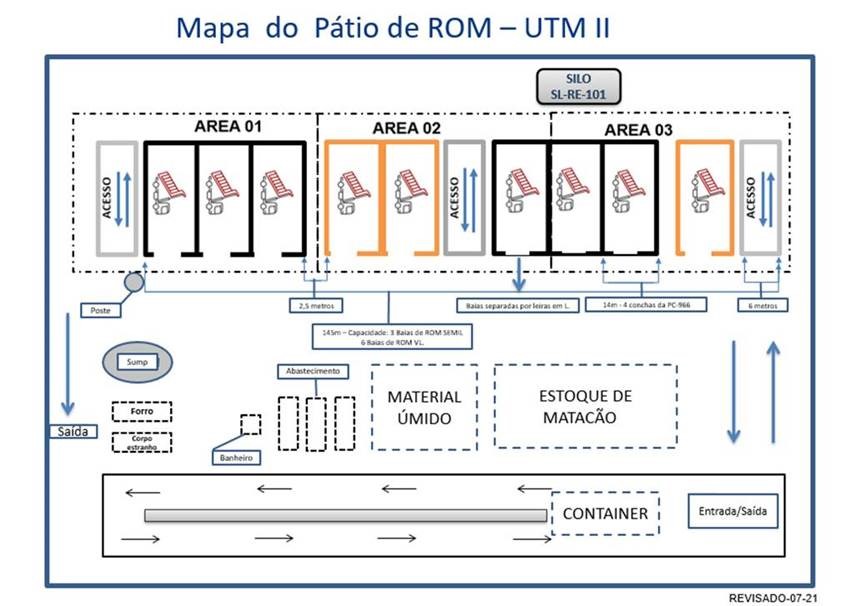 Mapa do Pátio de ROM – UTM II
SILO
SL-RE-101
AREA 01
AREA 02
AREA 03
ACESSO
ACESSO
ACESSO
Poste
2,5 metros
Baias separadas por leiras em L.
14m - 4 conchas da PC-966
6 metros
145m – Capacidade: 3 Baias de ROM SEMIL
6 Baias de ROM VL.
Sump
Abastecimento
MATERIAL
ÚMIDO
ESTOQUE DE
MATACÃO
Forro
Saída
Corpo
estranho
Banheiro
CONTAINER
Entrada/Saída
REVISADO-07-21